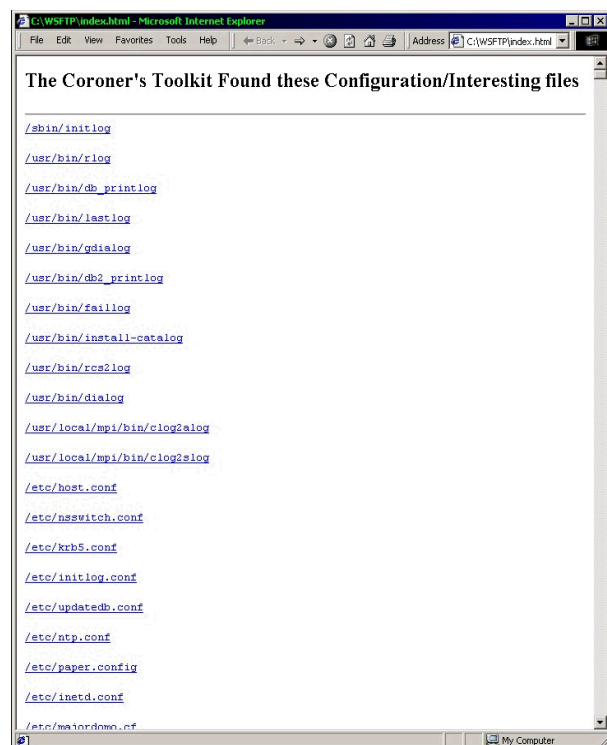 C:\WSFTP\index.html - Microsoft Internet Explorer
File Edit View Favorites Tools Help Back Address C:\WSFTP\index.html
The Coroner's Toolkit Found these Configuration/Interesting files
/sbin/initlog
/usr/bin/rlog
/usr/bin/db_printlog
/usr/bin/lastlog
/usr/bin/gdialog
/usr/bin/db2_printlog
/usr/bin/faillog
/usr/bin/install-catalog
/usr/bin/rcs2log
/usr/bin/dialog
/usr/local/mpi/bin/clog2alog
/usr/local/mpi/bin/clog2slog
/etc/host.conf
/etc/nsswitch.conf
/etc/krb5.conf
/etc/initlog.conf
/etc/updatedb.conf
/etc/ntp.conf
/etc/paper.config
/etc/inetd.conf
/etc/majordomo.cf
My Computer